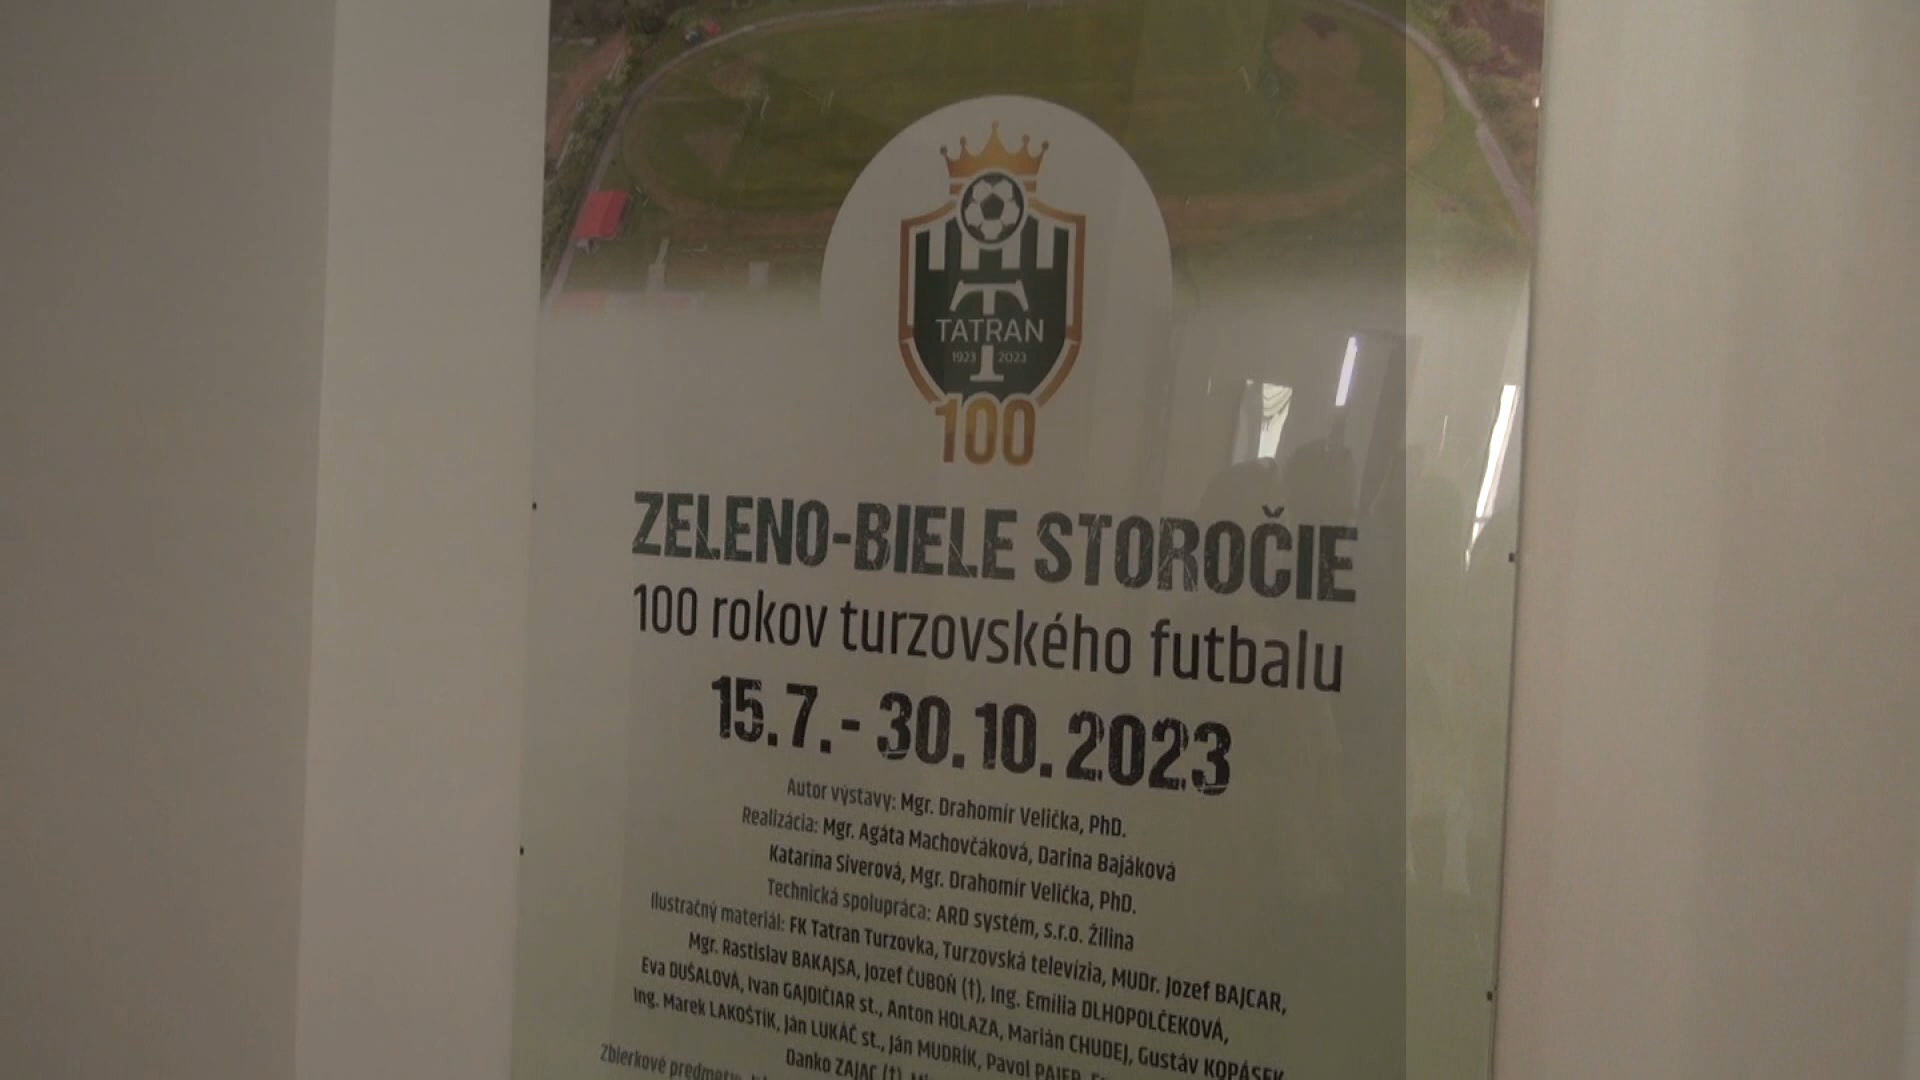 TATRAN
1923 2023
100
ZELENO-BIELE STOROČIE
100 rokov turzovského futbalu
15.7.- 30.10.2023
Autor výstavy: Mgr. Drahomír Velička, PhD.
Realizácia: Mgr. Agáta Machovčáková, Darina Bajáková
Katarína Siverová, Mgr. Drahomír Velička, PhD.
Technická spolupráca: ARD systém, s.r.o. Žilina
Ilustračný materiál: FK Tatran Turzovka, Turzovská televízia, MUDr. Jozef BAJCAR,
Mgr. Rastislav BAKAJSA, Jozef ČUBOŇ (†), Ing. Emília DLHOPOLČEKOVÁ,
Eva DUŠALOVÁ, Ivan GAJDIČIAR st., Anton HOLAZA, Marián CHUDEJ, Gustáv KOPÁSEK
Ing. Marek LAKOŠTÍK, Ján LUKÁČ st., Ján MUDRÍK, Pavol PAJER,
Danko ZAJAC (†),
Zbierkové predmety: